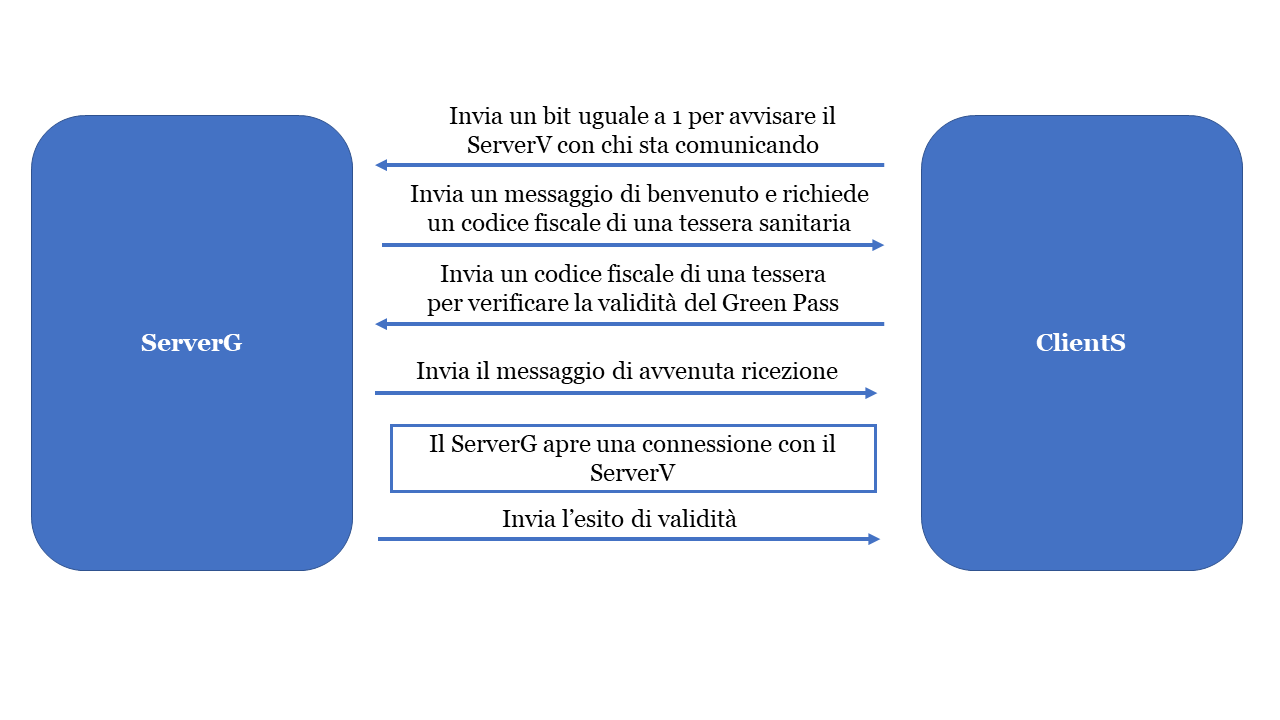 Invia un bit uguale a 1 per avvisare il
ServerV con chi sta comunicando
Invia un messaggio di benvenuto e richiede
un codice fiscale di una tessera sanitaria
Invia un codice fiscale di una tessera
per verificare la validità del Green Pass
ServerG
ClientS
Invia il messaggio di avvenuta ricezione
Il ServerG apre una connessione con il
ServerV
Invia l’esito di validità